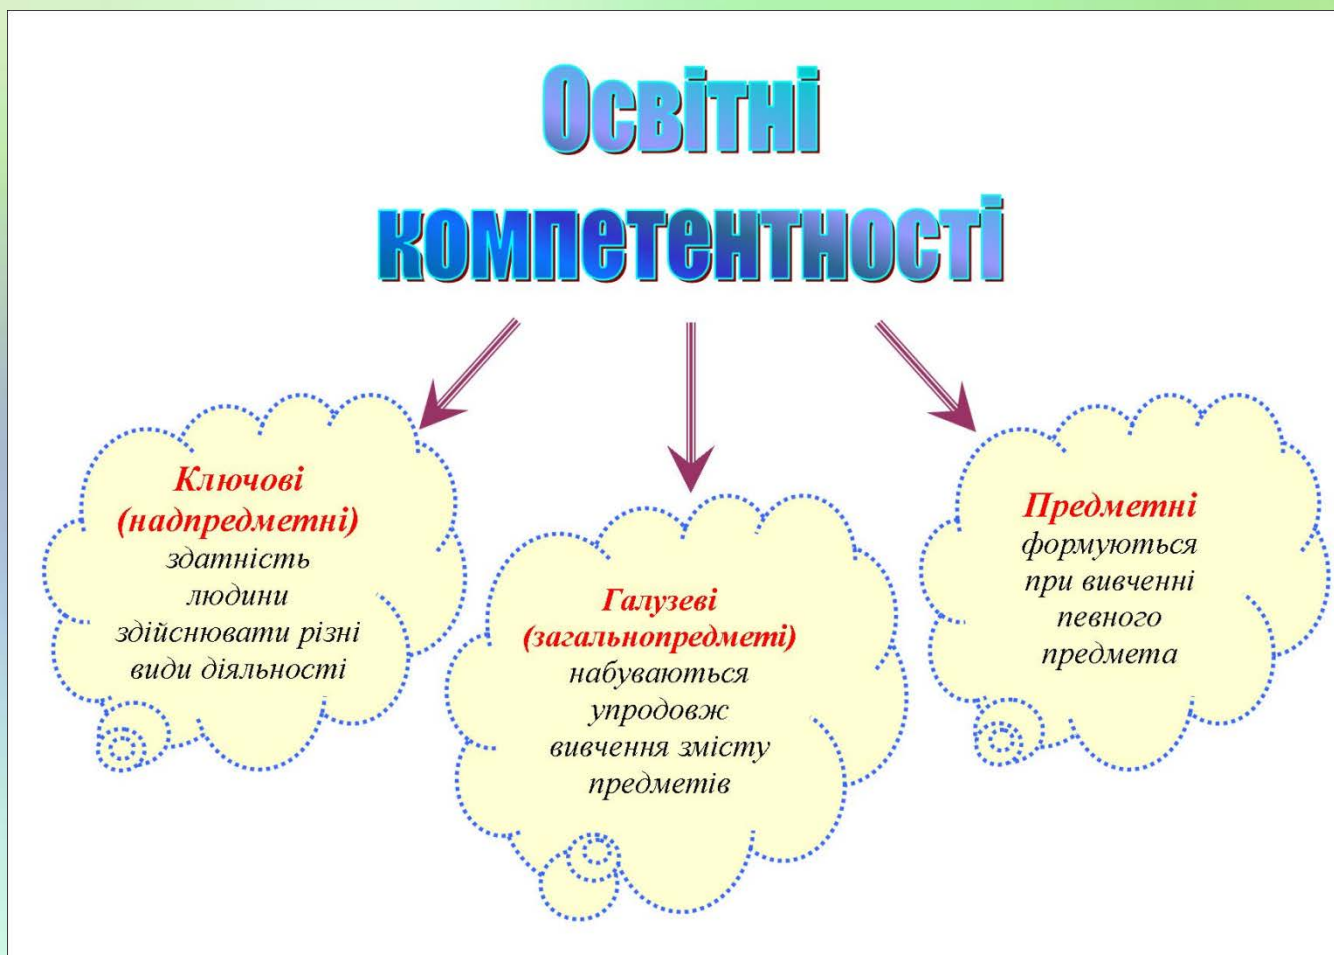 Освітні
компетентності
Ключові
(надпредметні)
здатність
людини
здійснювати різні
види діяльності
Галузеві
(загальнопредметі)
набуваються
упродовж
вивчення змісту
предметів
Предметні
формуються
при вивченні
певного
предмета